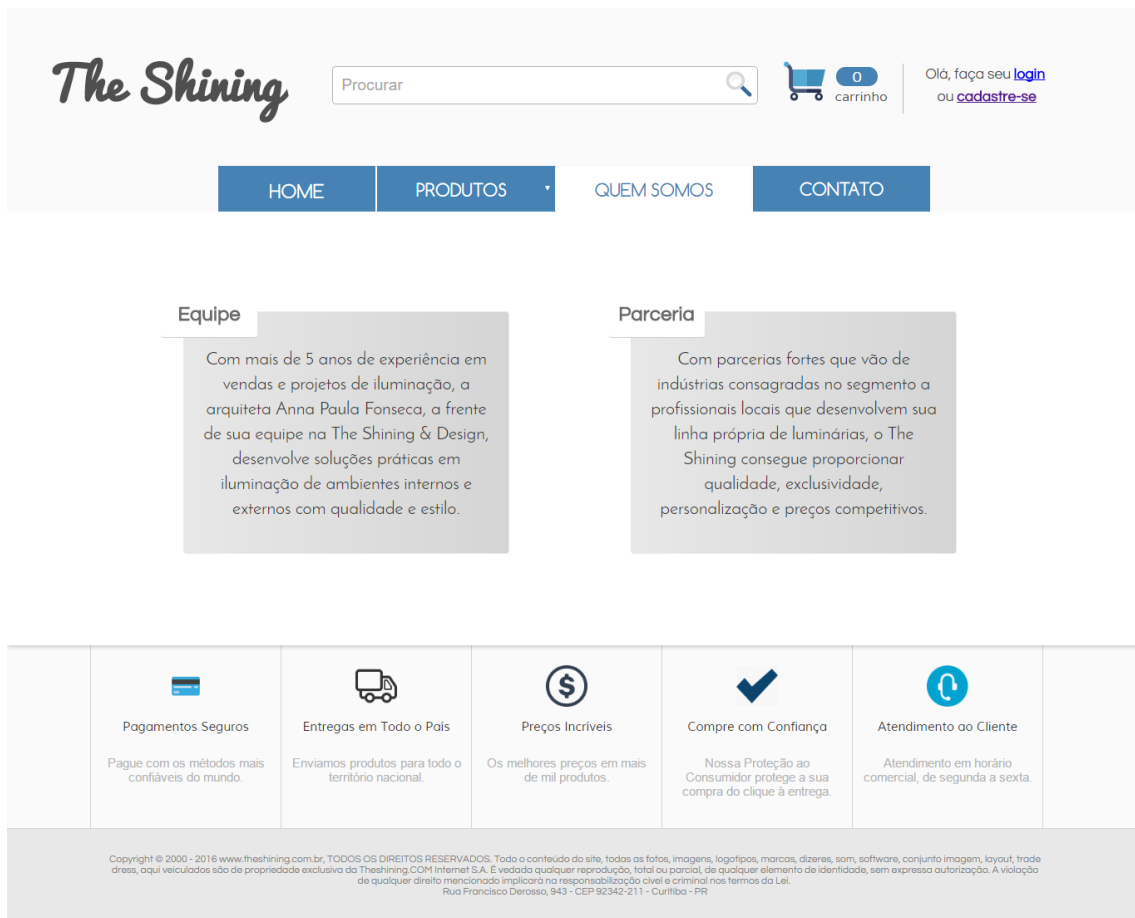 The Shining
Procurar
0
carrinho
Olá, faça seu login
ou cadastre-se
HOME
PRODUTOS
QUEM SOMOS
CONTATO
Equipe
Com mais de 5 anos de experiência em
vendas e projetos de iluminação, a
arquiteta Anna Paula Fonseca, a frente
de sua equipe na The Shining & Design,
desenvolve soluções práticas em
iluminação de ambientes internos e
externos com qualidade e estilo.
Parceria
Com parcerias fortes que vão de
indústrias consagradas no segmento a
profissionais locais que desenvolvem sua
linha própria de luminárias, o The
Shining consegue proporcionar
qualidade, exclusividade,
personalização e preços competitivos.
Pagamentos Seguros
Pague com os métodos mais
confiáveis do mundo.
Entregas em Todo o País
Enviamos produtos para todo o
território nacional.
Preços Incríveis
Os melhores preços em mais
de mil produtos.
Compre com Confiança
Nossa Proteção ao
Consumidor protege a sua
compra do clique à entrega.
Atendimento ao Cliente
Atendimento em horário
comercial, de segunda a sexta.
Copyright © 2000 - 2016 www.theshining.com.br, TODOS OS DIREITOS RESERVADOS. Todo o conteúdo do site, todas as fotos, imagens, logotipos, marcas, dizeres, som, software, conjunto imagem, layout, trade
dress, aqui veiculados são de propriedade exclusiva da Theshining.COM Internet S.A. É vedada qualquer reprodução, total ou parcial, de qualquer elemento de identidade, sem expressa autorização. A violação
de qualquer direito mencionado implicará na responsabilização cível e criminal nos termos da Lei.
Rua Francisco Derosso, 943 - CEP 92342-211 - Curitiba - PR